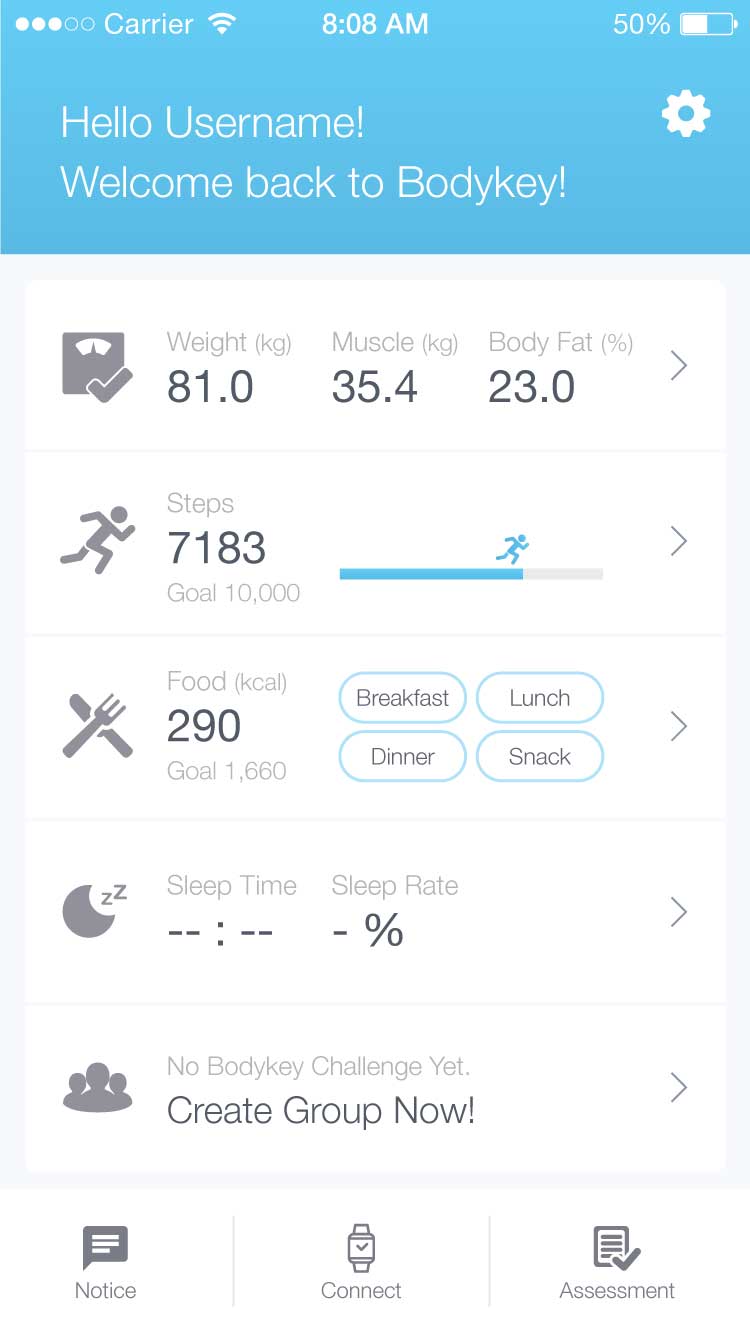 Carrier 8:08 AM 50%
Hello Username!
Welcome back to Bodykey!
Weight (kg) Muscle (kg) Body Fat (%)
81.0 35.4 23.0
Steps
7183
Goal 10,000
Food (kcal)
290
Goal 1,660
Breakfast Lunch
Dinner Snack
zZ
Sleep Time Sleep Rate
-- : -- - %
No Bodykey Challenge Yet.
Create Group Now!
Notice Connect Assessment